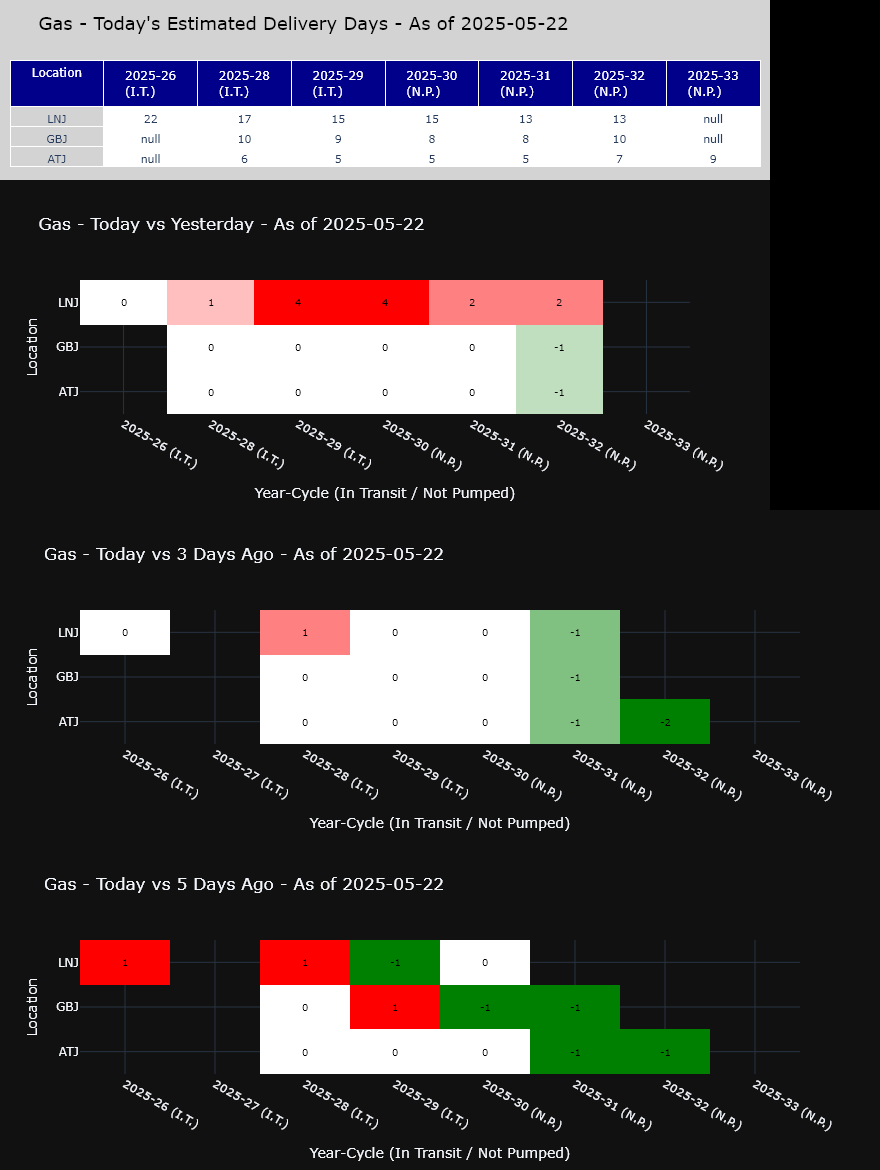 Gas - Today's Estimated Delivery Days - As of 2025-05-22
Location 2025-26 (I.T.) 2025-28 (I.T.) 2025-29 (I.T.) 2025-30 (N.P.) 2025-31 (N.P.) 2025-32 (N.P.) 2025-33 (N.P.)
LNJ 22 17 15 15 13 13 null
GBJ null 10 9 8 8 10 null
ATJ null 6 5 5 5 7 9
Gas - Today vs Yesterday - As of 2025-05-22
Location
LNJ 0 1 4 4 2 2
GBJ 0 0 0 0 -1
ATJ 0 0 0 0 -1
2025-26 (I.T.) 2025-28 (I.T.) 2025-29 (I.T.) 2025-30 (N.P.) 2025-31 (N.P.) 2025-32 (N.P.) 2025-33 (N.P.)
Year-Cycle (In Transit / Not Pumped)
Gas - Today vs 3 Days Ago - As of 2025-05-22
Location
LNJ 0 1 0 0 -1
GBJ 0 0 0 -1
ATJ 0 0 0 -1 -2
2025-26 (I.T.) 2025-27 (I.T.) 2025-28 (I.T.) 2025-29 (I.T.) 2025-30 (N.P.) 2025-31 (N.P.) 2025-32 (N.P.) 2025-33 (N.P.)
Year-Cycle (In Transit / Not Pumped)
Gas - Today vs 5 Days Ago - As of 2025-05-22
Location
LNJ 1 1 -1 0
GBJ 0 1 -1 -1
ATJ 0 0 0 -1 -1
2025-26 (I.T.) 2025-27 (I.T.) 2025-28 (I.T.) 2025-29 (I.T.) 2025-30 (N.P.) 2025-31 (N.P.) 2025-32 (N.P.) 2025-33 (N.P.)
Year-Cycle (In Transit / Not Pumped)